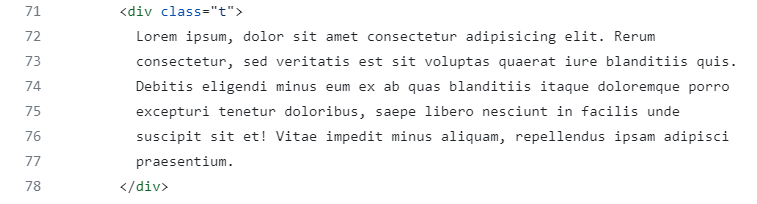 71 <div class="t">
72 Lorem ipsum, dolor sit amet consectetur adipisicing elit. Rerum
73 consectetur, sed veritatis est sit voluptas quaerat iure blanditiis quis.
74 Debitis eligendi minus eum ex ab quas blanditiis itaque doloremque porro
75 excepturi tenetur doloribus, saepe libero nesciunt in facilis unde
76 suscipit sit et! Vitae impedit minus aliquam, repellendus ipsam adipisci
77 praesentium.
78 </div>